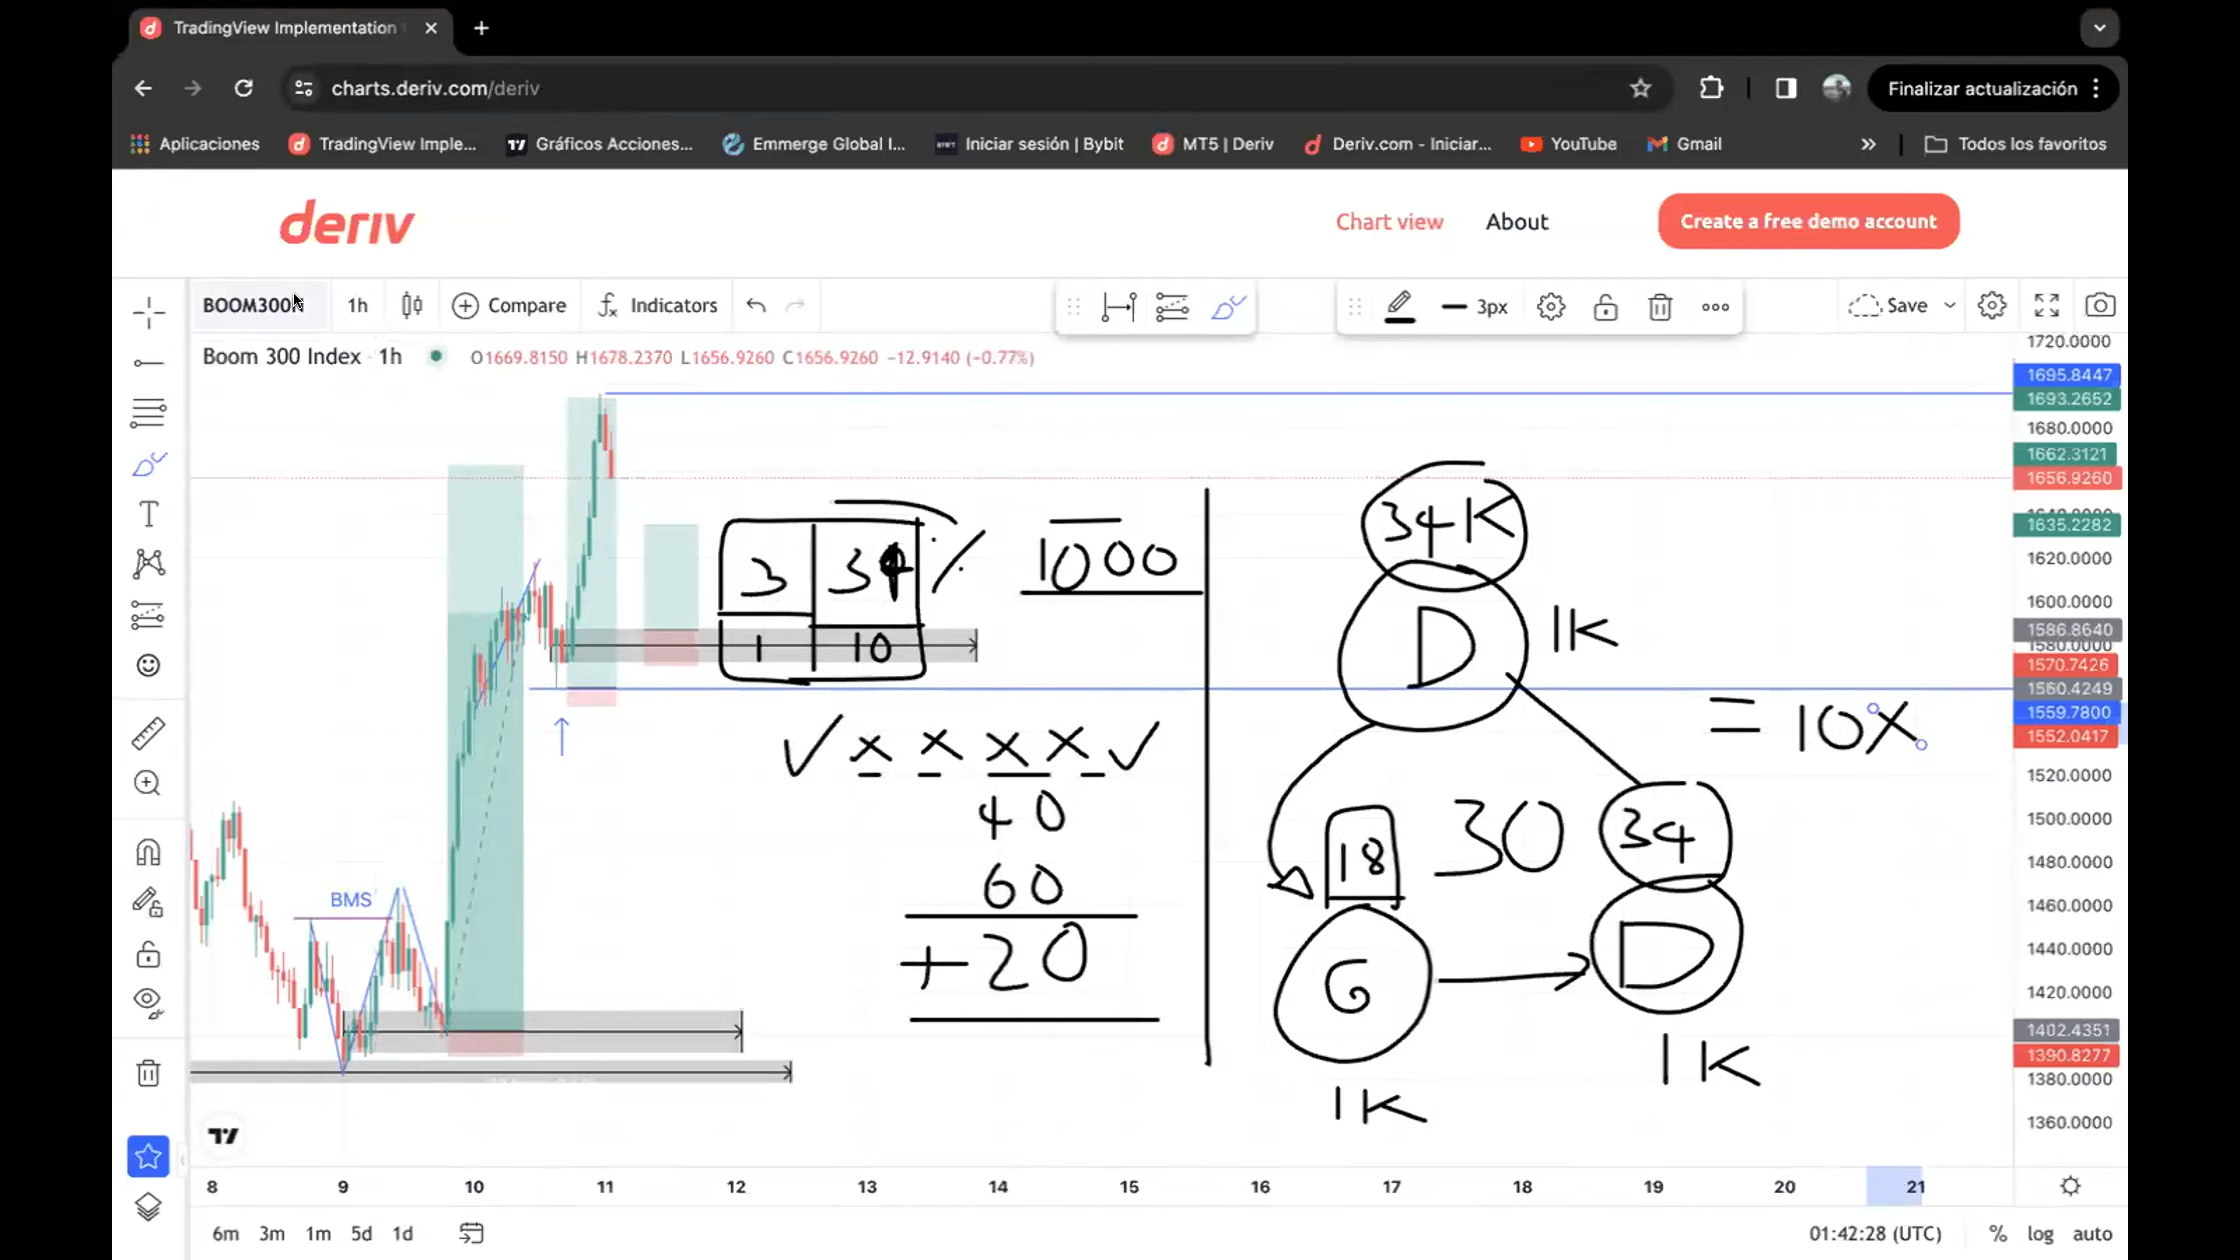 TradingView Implementation
charts.deriv.com/deriv
Finalizar actualización
Aplicaciones
TradingView Imple...
Gráficos Acciones...
Emmerge Global I...
Iniciar sesión | Bybit
MT5 | Deriv
Deriv.com - Iniciar...
YouTube
Gmail
Todos los favoritos
deriv
Chart view
About
Create a free demo account
BOOM300N
1h
Compare
Indicators
3px
Save
Boom 300 Index · 1h
O1669.8150 H1678.2370 L1656.9260 C1656.9260 −12.9140 (−0.77%)
1720.0000
1695.8447
1693.2652
1680.0000
1662.3121
1656.9260
1635.2282
1620.0000
1600.0000
1586.8640
1580.0000
1570.7426
1560.4249
1559.7800
1552.0417
1520.0000
1500.0000
1480.0000
1460.0000
1440.0000
1420.0000
1402.4351
1390.8277
1380.0000
1360.0000
BMS
3 34 %
1 10
1000
✓ x x x x ✓
40
60
+20
34K
D 1K
= 10X
18 30 34
G D
1K 1K
8 9 10 11 12 13 14 15 16 17 18 19 20 21
6m 3m 1m 5d 1d
01:42:28 (UTC) % log auto